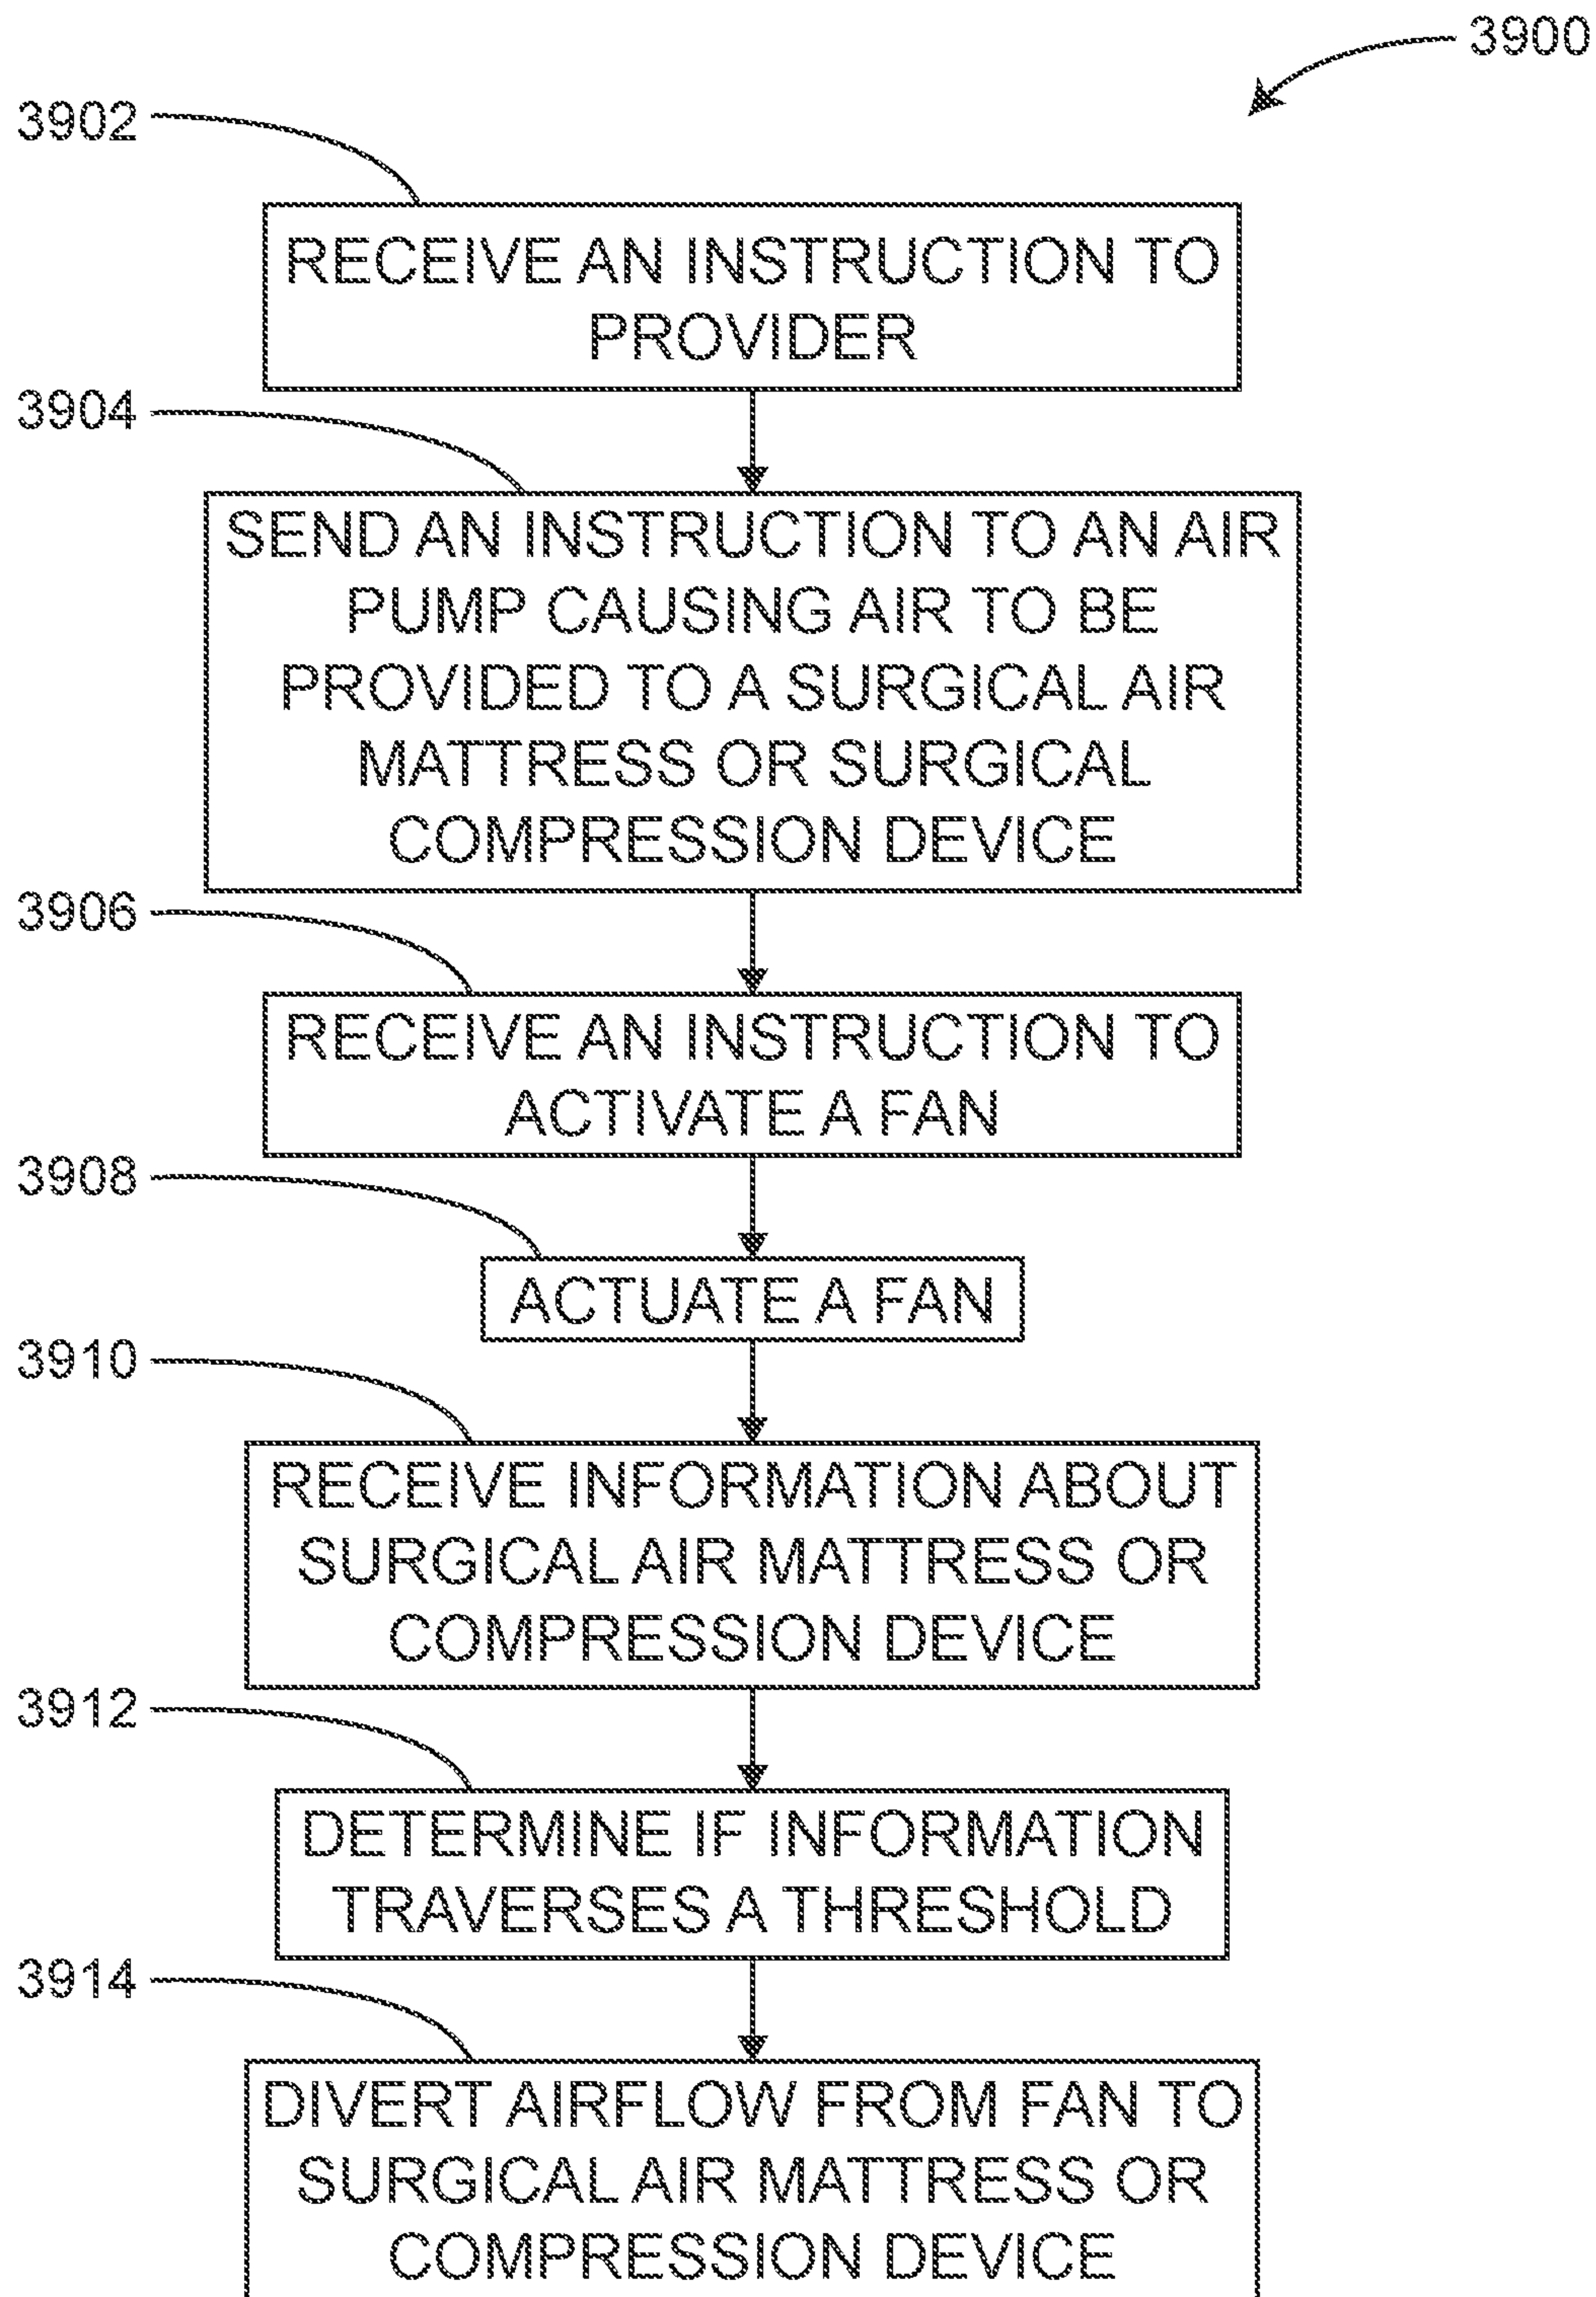 3900
3902
RECEIVE AN INSTRUCTION TO
PROVIDER
3904
SEND AN INSTRUCTION TO AN AIR
PUMP CAUSING AIR TO BE
PROVIDED TO A SURGICAL AIR
MATTRESS OR SURGICAL
COMPRESSION DEVICE
3906
RECEIVE AN INSTRUCTION TO
ACTIVATE A FAN
3908
ACTUATE A FAN
3910
RECEIVE INFORMATION ABOUT
SURGICAL AIR MATTRESS OR
COMPRESSION DEVICE
3912
DETERMINE IF INFORMATION
TRAVERSES A THRESHOLD
3914
DIVERT AIRFLOW FROM FAN TO
SURGICAL AIR MATTRESS OR
COMPRESSION DEVICE